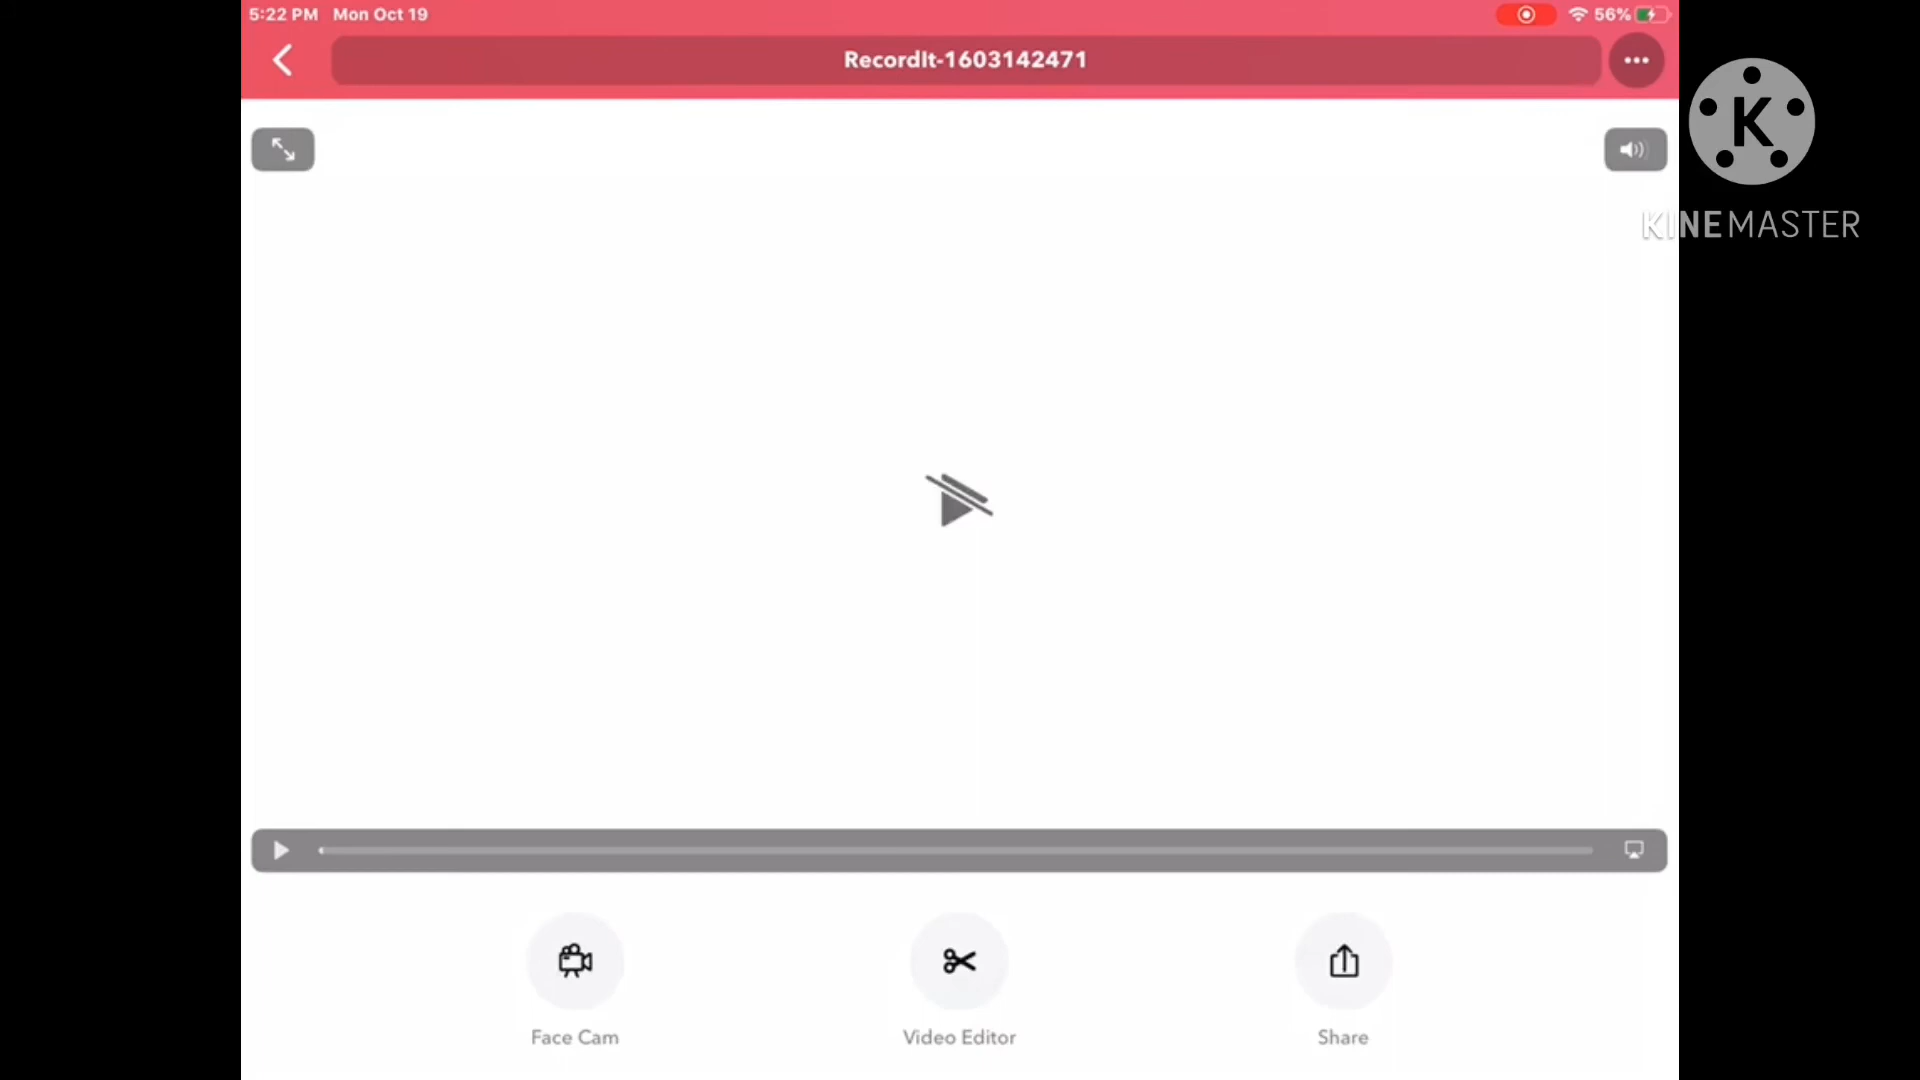 5:22 PM Mon Oct 19
56%
RecordIt-1603142471
K
KINEMASTER
Face Cam
Video Editor
Share